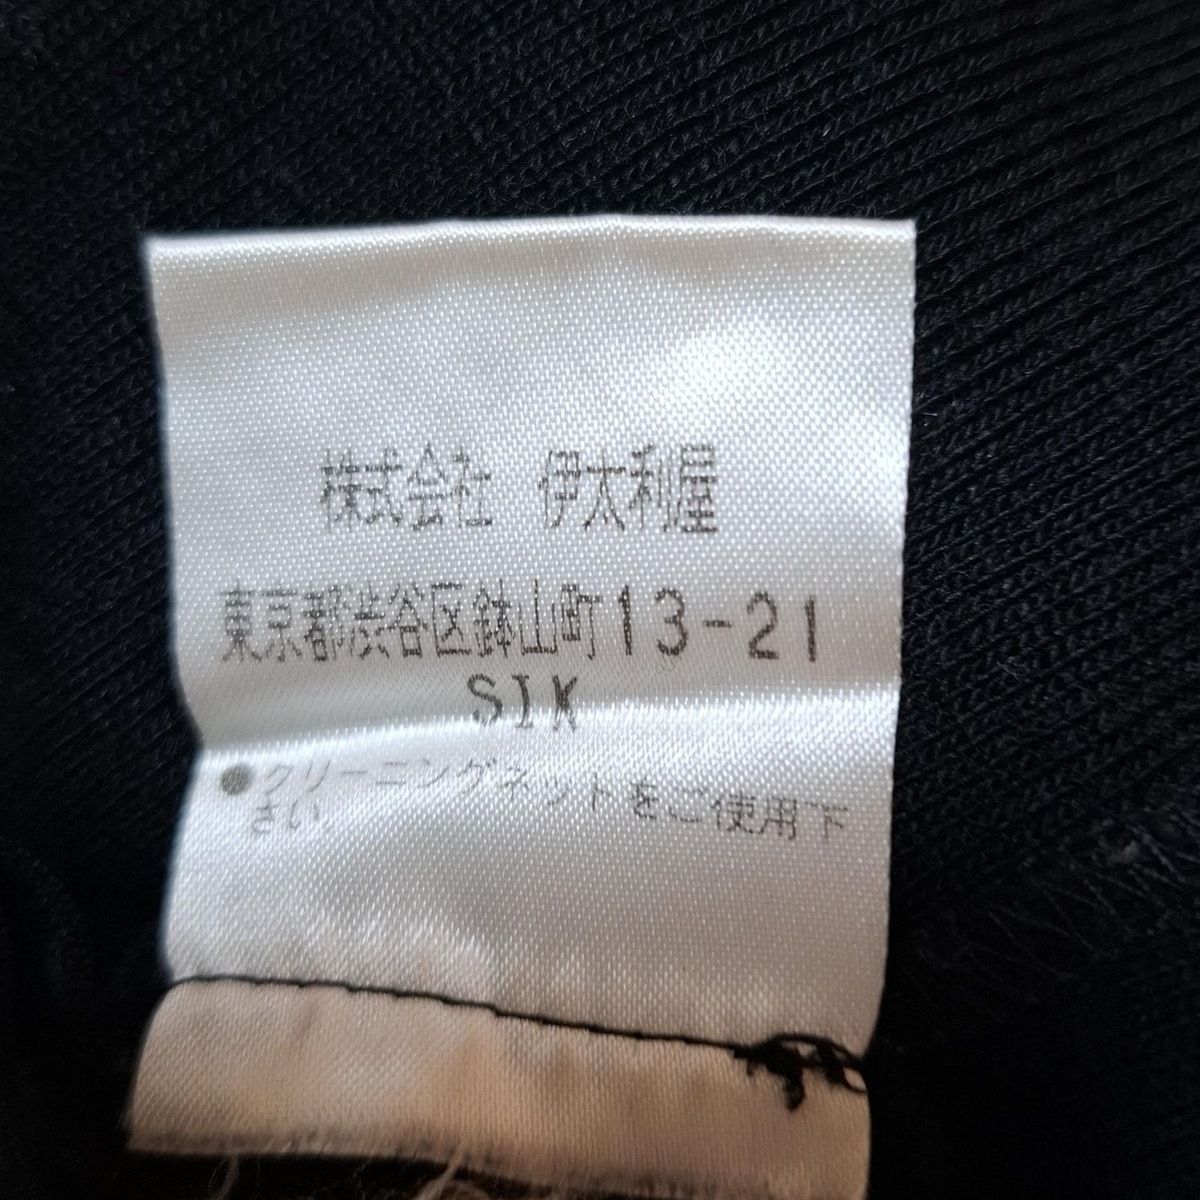 株式会社 伊太利屋
東京都渋谷区鉢山町13-21
SIK
●クリーニングネットをご使用下
さい。